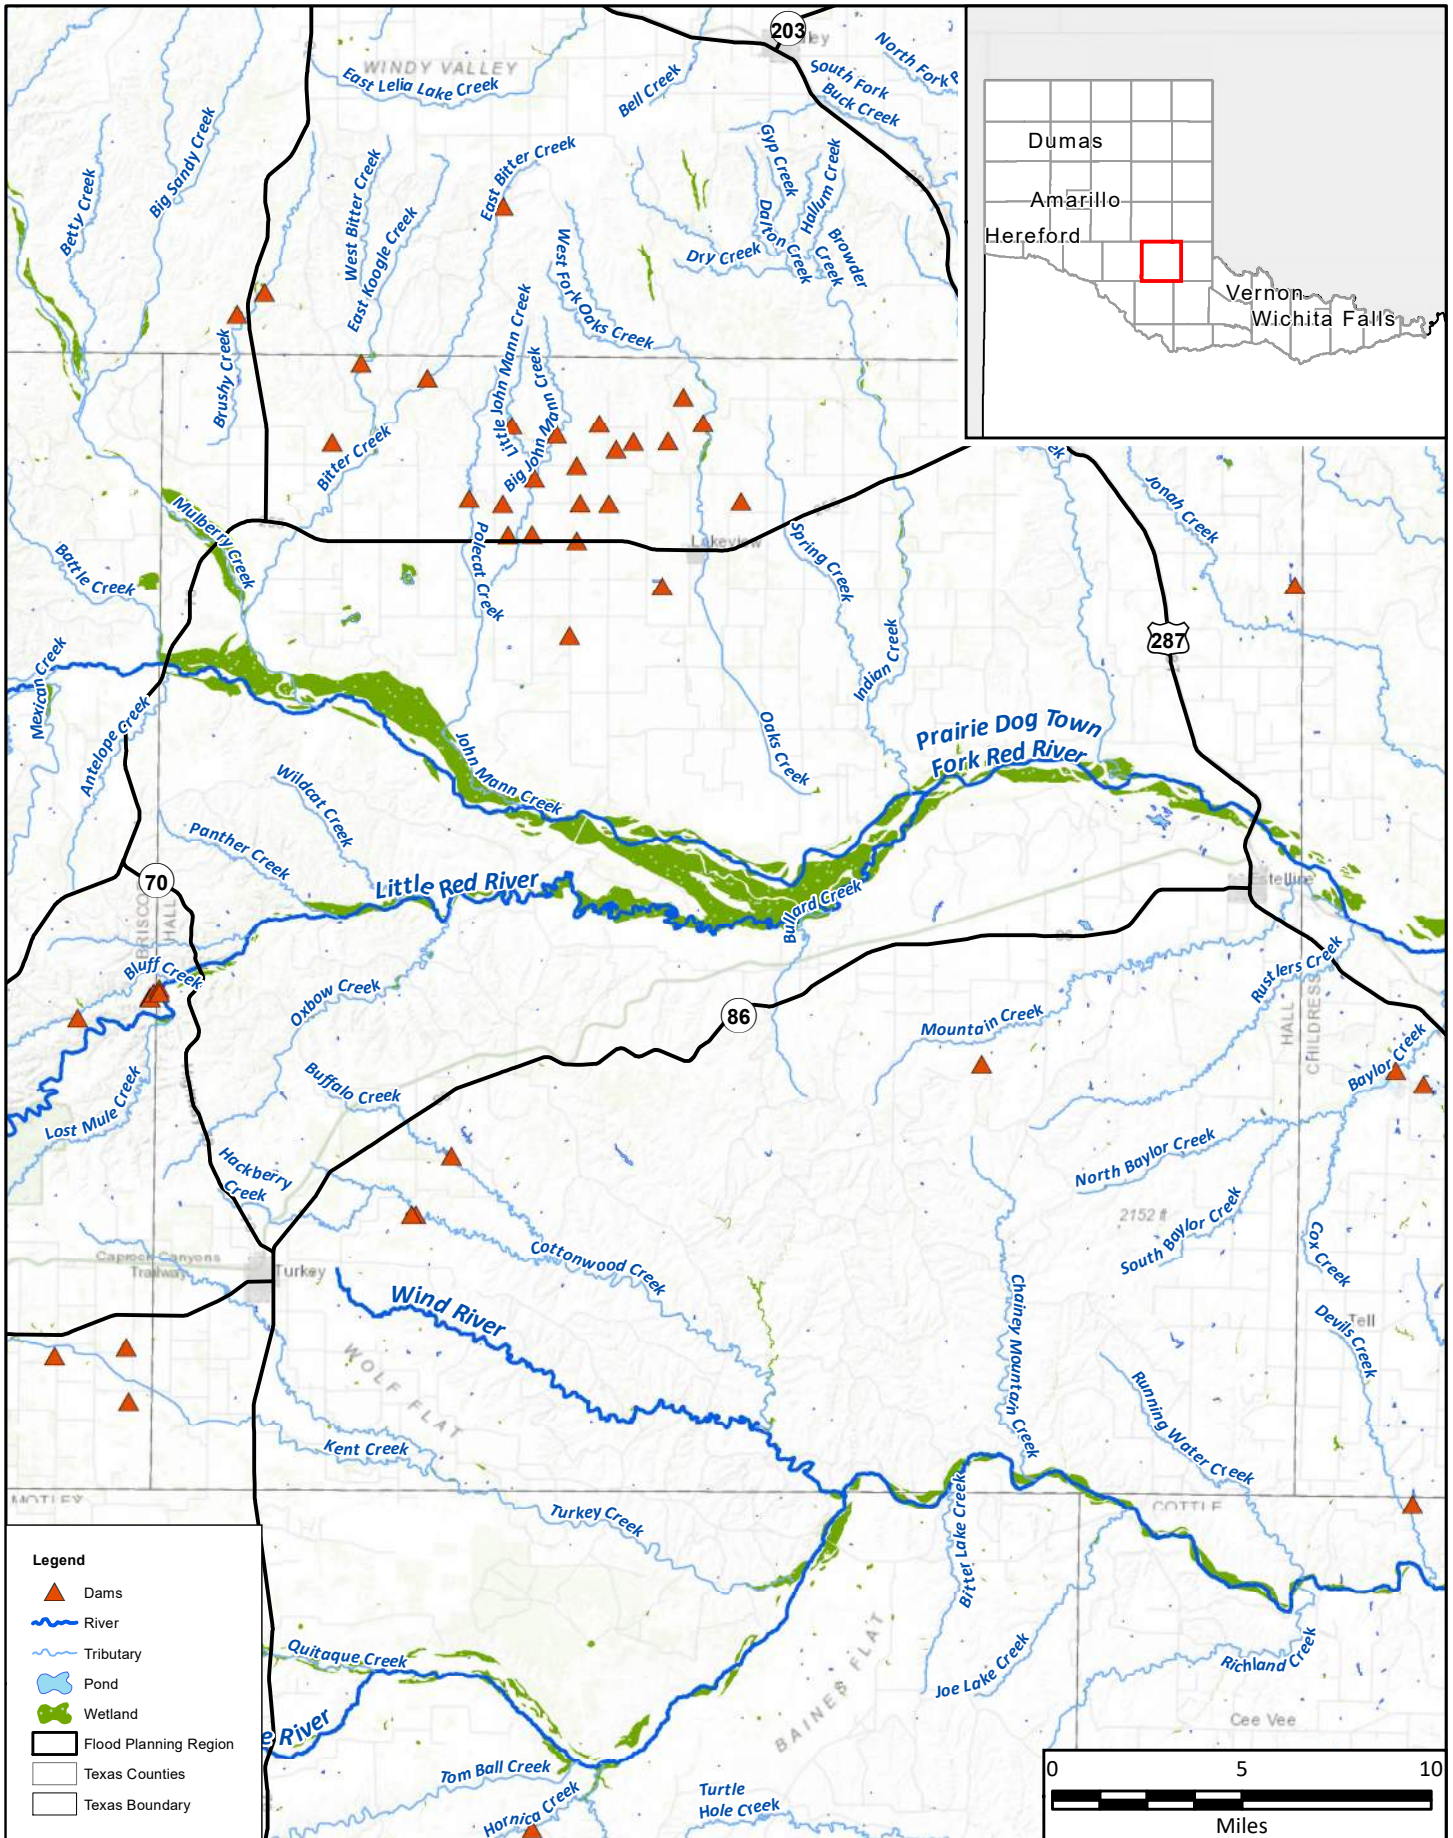 203
WINDY VALLEY
East Lelia Lake Creek
Bell Creek
South Fork
Buck Creek
North Fork
Big Sandy Creek
Betty Creek
West Bitter Creek
East Koogle Creek
East Bitter Creek
Gyp Creek
Dalton Creek
Hallum Creek
Browder
Creek
Dry Creek
West Fork Oaks Creek
Brushy Creek
Little John Mann Creek
Big John Mann Creek
Bitter Creek
Dumas
Amarillo
Hereford
Vernon
Wichita Falls
Mulberry Creek
Battle Creek
Polecat Creek
Lakeview
Spring Creek
Jonah Creek
Indian Creek
287
Mexican Creek
Antelope Creek
John Mann Creek
Oaks Creek
Prairie Dog Town
Fork Red River
Wildcat Creek
Panther Creek
70
Little Red River
Bullard Creek
Estelline
BRISCO
HALL
86
Bluff Creek
Oxbow Creek
Rustlers Creek
86
Mountain Creek
HALL
CHILDRESS
Baylor Creek
Lost Mule Creek
Buffalo Creek
Hackberry
Creek
North Baylor Creek
2152 ft
South Baylor Creek
Cox Creek
Caprock Canyons
Trailway
Turkey
Cottonwood Creek
Wind River
Chainey Mountain Creek
Tell
Devils Creek
WOLF FLAT
Running Water Creek
Kent Creek
MOTLEY
Turkey Creek
COTTLE
Bitter Lake Creek
BAINES FLAT
Joe Lake Creek
Richland Creek
Cee Vee
Quitaque Creek
e River
Tom Ball Creek
Hornica Creek
Turtle
Hole Creek
Legend
Dams
River
Tributary
Pond
Wetland
Flood Planning Region
Texas Counties
Texas Boundary
0 5 10
Miles